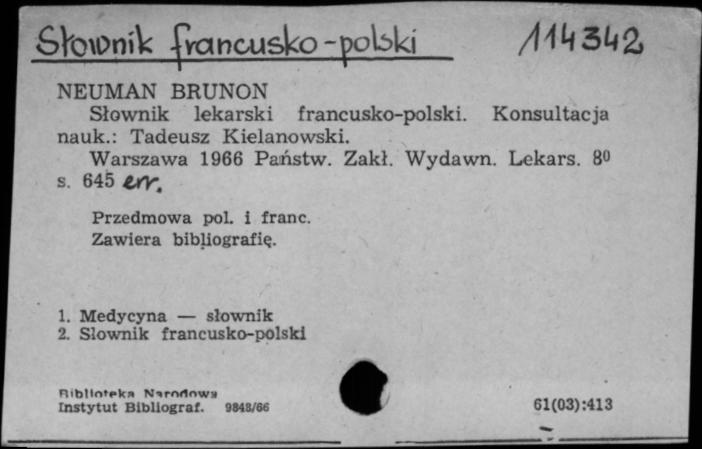 Słownik francusko-polski 114342
NEUMAN BRUNON
Słownik lekarski francusko-polski. Konsultacja
nauk.: Tadeusz Kielanowski.
Warszawa 1966 Państw. Zakł. Wydawn. Lekars. 8⁰
s. 645 err.
Przedmowa pol. i franc.
Zawiera bibliografię.
1. Medycyna — słownik
2. Słownik francusko-polski
Biblioteka Narodowa
Instytut Bibliograf. 9848/66 61(03):413